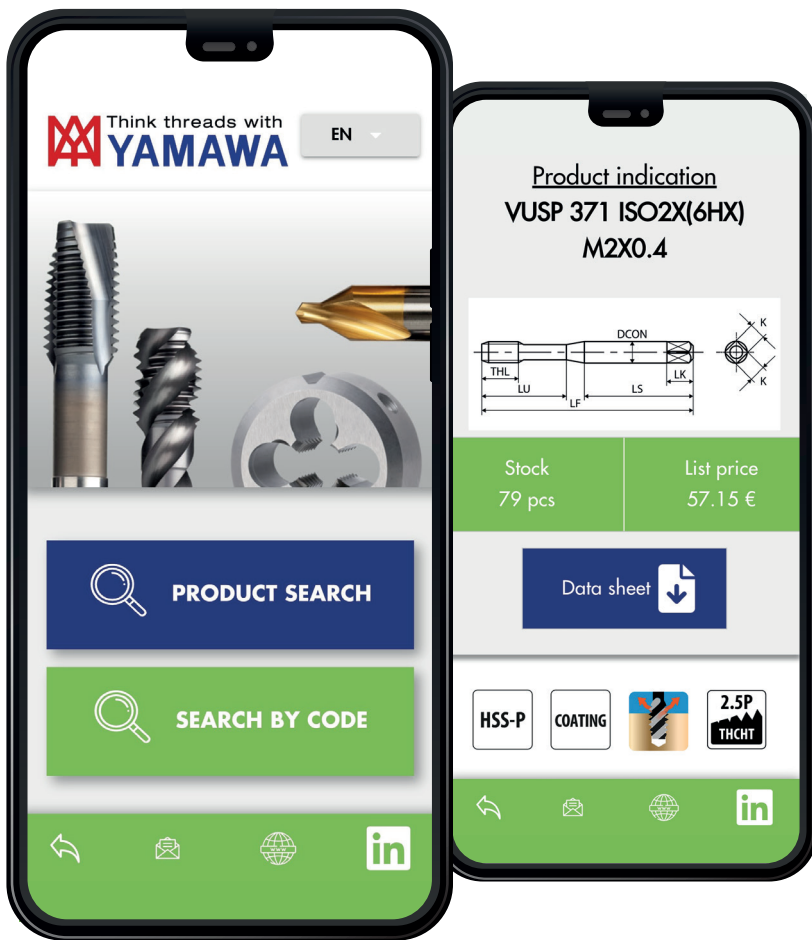 Think threads with
YAMAWA
EN
PRODUCT SEARCH
SEARCH BY CODE
WWW
in
Product indication
VUSP 371 ISO2X(6HX)
M2X0.4
DCON
K
THL
LK
K
LU
LS
LF
Stock
79 pcs
List price
57.15 €
Data sheet
HSS-P
COATING
2.5P
THCHT
WWW
in